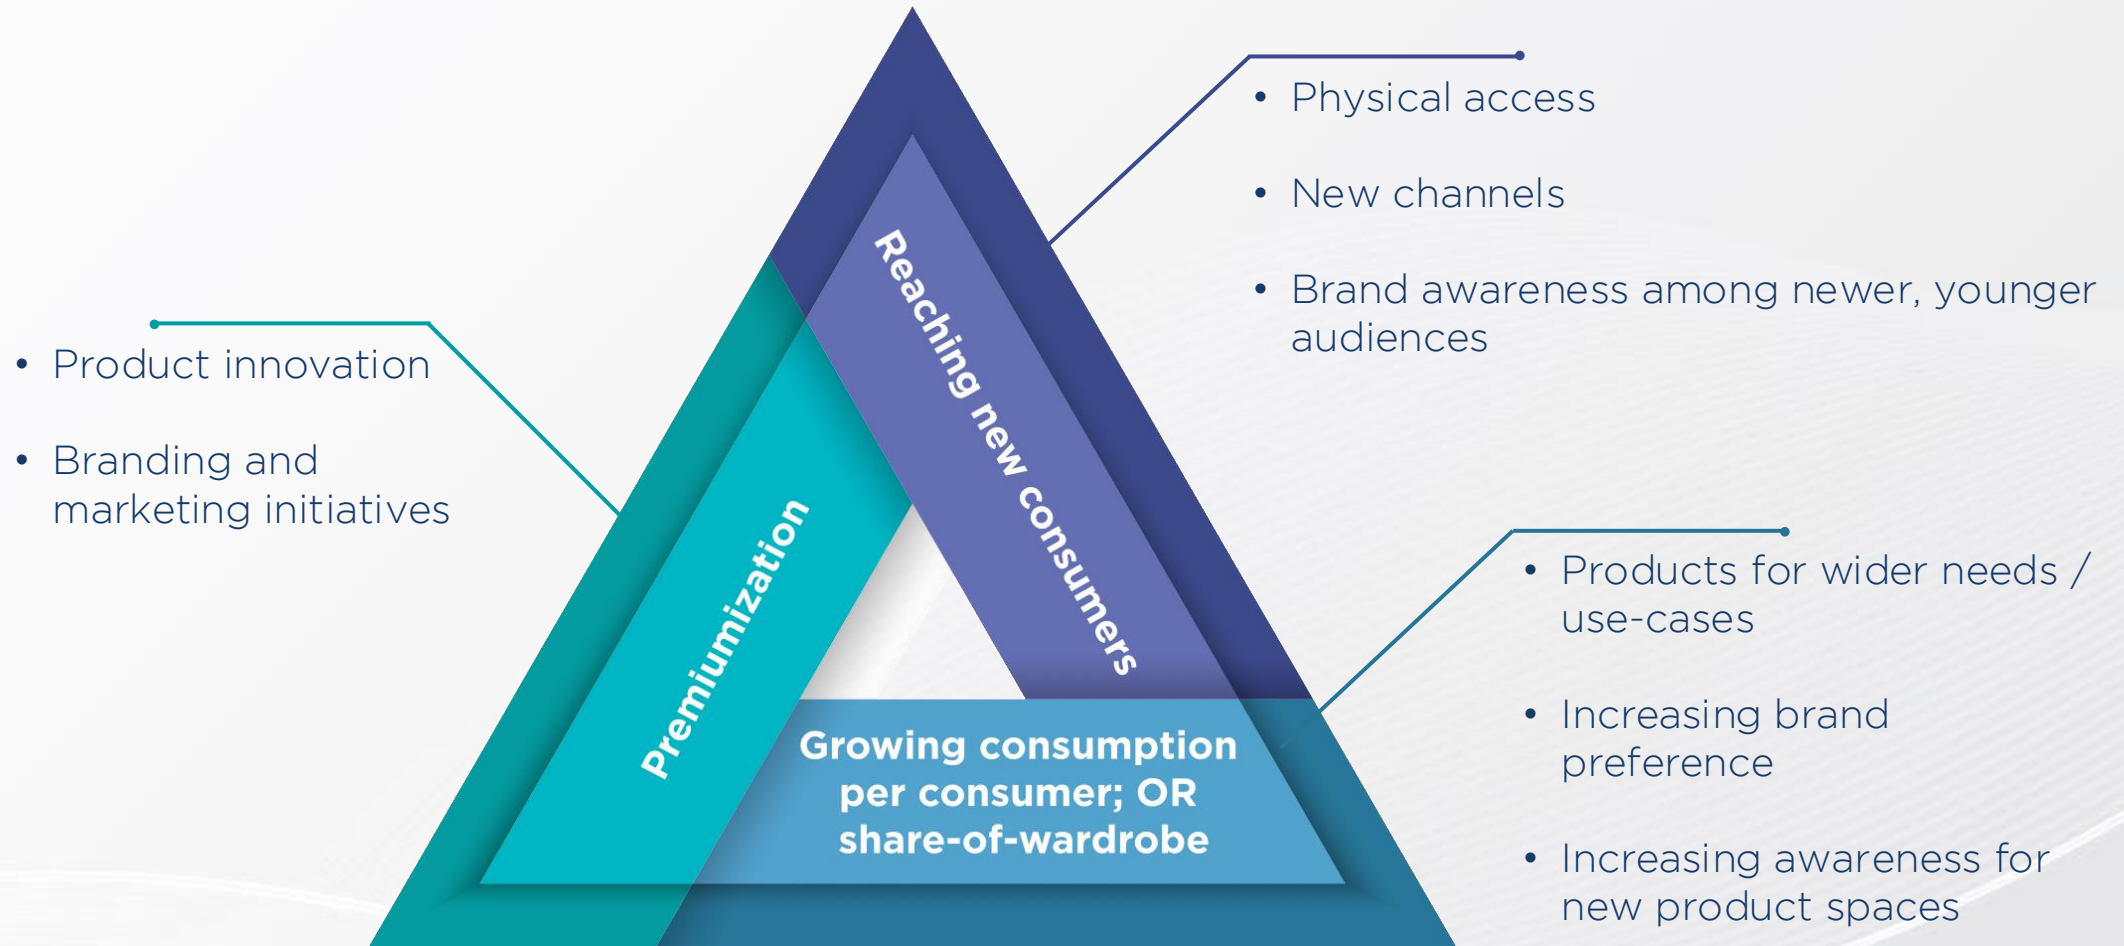 • Physical access
• New channels
• Brand awareness among newer, younger
audiences
• Product innovation
• Branding and
marketing initiatives
Reaching new consumers
Premiumization
Growing consumption
per consumer; OR
share-of-wardrobe
• Products for wider needs /
use-cases
• Increasing brand
preference
• Increasing awareness for
new product spaces